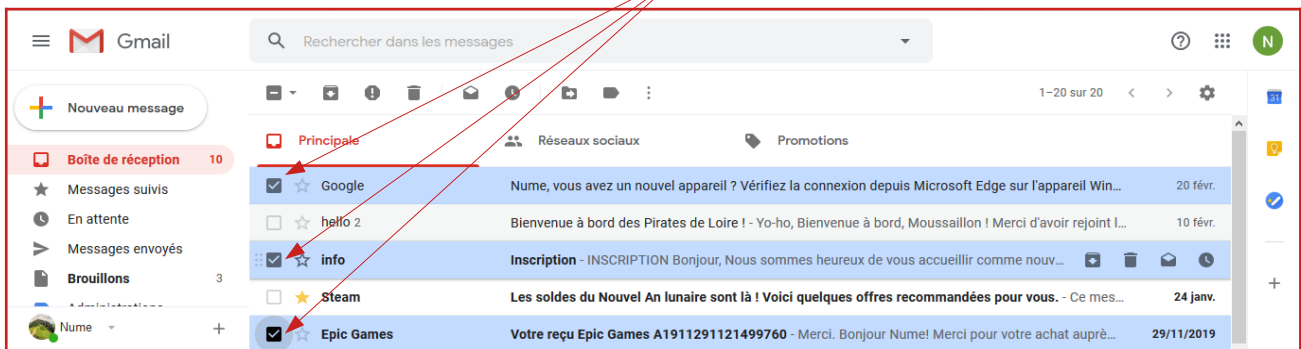 Gmail
Rechercher dans les messages
N
Nouveau message
1–20 sur 20
31
Principale
Réseaux sociaux
Promotions
Boîte de réception 10
Google Nume, vous avez un nouvel appareil ? Vérifiez la connexion depuis Microsoft Edge sur l'appareil Win... 20 févr.
Messages suivis
hello 2 Bienvenue à bord des Pirates de Loire ! - Yo-ho, Bienvenue à bord, Moussaillon ! Merci d'avoir rejoint l... 10 févr.
En attente
Messages envoyés
info Inscription - INSCRIPTION Bonjour, Nous sommes heureux de vous accueillir comme nouv...
Brouillons 3
Steam Les soldes du Nouvel An lunaire sont là ! Voici quelques offres recommandées pour vous. - Ce mes... 24 janv.
Nume
Epic Games Votre reçu Epic Games A1911291121499760 - Merci. Bonjour Nume! Merci pour votre achat auprè... 29/11/2019